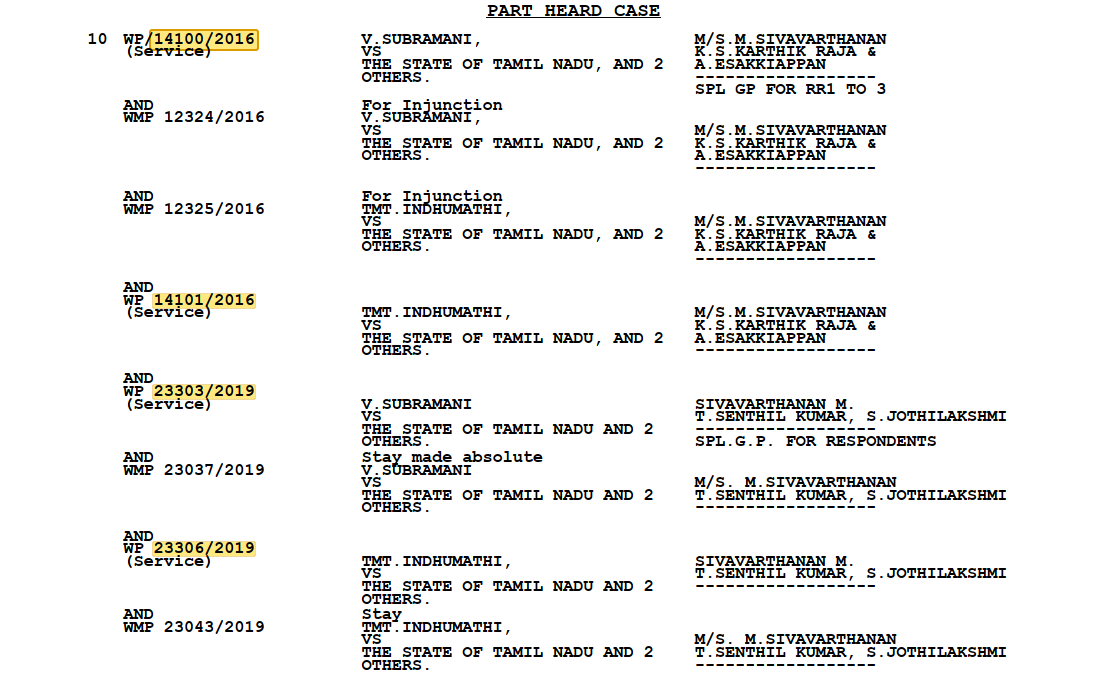 PART HEARD CASE
10 WP/14100/2016 V.SUBRAMANI, M/S.M.SIVAVARTHANAN
(Service) VS K.S.KARTHIK RAJA &
THE STATE OF TAMIL NADU, AND 2 A.ESAKKIAPPAN
OTHERS. ------------------
SPL GP FOR RR1 TO 3
AND For Injunction
WMP 12324/2016 V.SUBRAMANI,
VS M/S.M.SIVAVARTHANAN
THE STATE OF TAMIL NADU, AND 2 K.S.KARTHIK RAJA &
OTHERS. A.ESAKKIAPPAN
------------------
AND For Injunction
WMP 12325/2016 TMT.INDHUMATHI,
VS M/S.M.SIVAVARTHANAN
THE STATE OF TAMIL NADU, AND 2 K.S.KARTHIK RAJA &
OTHERS. A.ESAKKIAPPAN
------------------
AND
WP 14101/2016
(Service) TMT.INDHUMATHI, M/S.M.SIVAVARTHANAN
VS K.S.KARTHIK RAJA &
THE STATE OF TAMIL NADU, AND 2 A.ESAKKIAPPAN
OTHERS. ------------------
AND
WP 23303/2019
(Service) V.SUBRAMANI SIVAVARTHANAN M.
VS T.SENTHIL KUMAR, S.JOTHILAKSHMI
THE STATE OF TAMIL NADU AND 2 ------------------
OTHERS. SPL.G.P. FOR RESPONDENTS
AND Stay made absolute
WMP 23037/2019 V.SUBRAMANI
VS M/S. M.SIVAVARTHANAN
THE STATE OF TAMIL NADU AND 2 T.SENTHIL KUMAR, S.JOTHILAKSHMI
OTHERS. ------------------
AND
WP 23306/2019
(Service) TMT.INDHUMATHI, SIVAVARTHANAN M.
VS T.SENTHIL KUMAR, S.JOTHILAKSHMI
THE STATE OF TAMIL NADU AND 2 ------------------
OTHERS.
AND Stay
WMP 23043/2019 TMT.INDHUMATHI,
VS M/S. M.SIVAVARTHANAN
THE STATE OF TAMIL NADU AND 2 T.SENTHIL KUMAR, S.JOTHILAKSHMI
OTHERS. ------------------